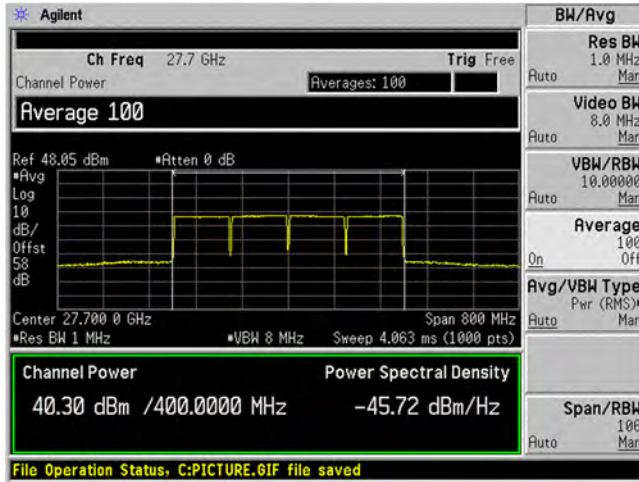 Agilent
BW/Avg
Ch Freq 27.7 GHz Trig Free
Channel Power Averages: 100
Average 100
Ref 48.05 dBm *Atten 0 dB
*Avg
Log
10
dB/
Offst
58
dB
Center 27.700 0 GHz Span 800 MHz
*Res BW 1 MHz *VBW 8 MHz Sweep 4.063 ms (1000 pts)
Channel Power Power Spectral Density
40.30 dBm /400.0000 MHz -45.72 dBm/Hz
File Operation Status, C:PICTURE.GIF file saved
Res BW
1.0 MHz
Auto Man
Video BW
8.0 MHz
Auto Man
VBW/RBW
10.00000
Auto Man
Average
100
On Off
Avg/VBW Type
Pwr (RMS)
Auto Man
Span/RBW
106
Auto Man